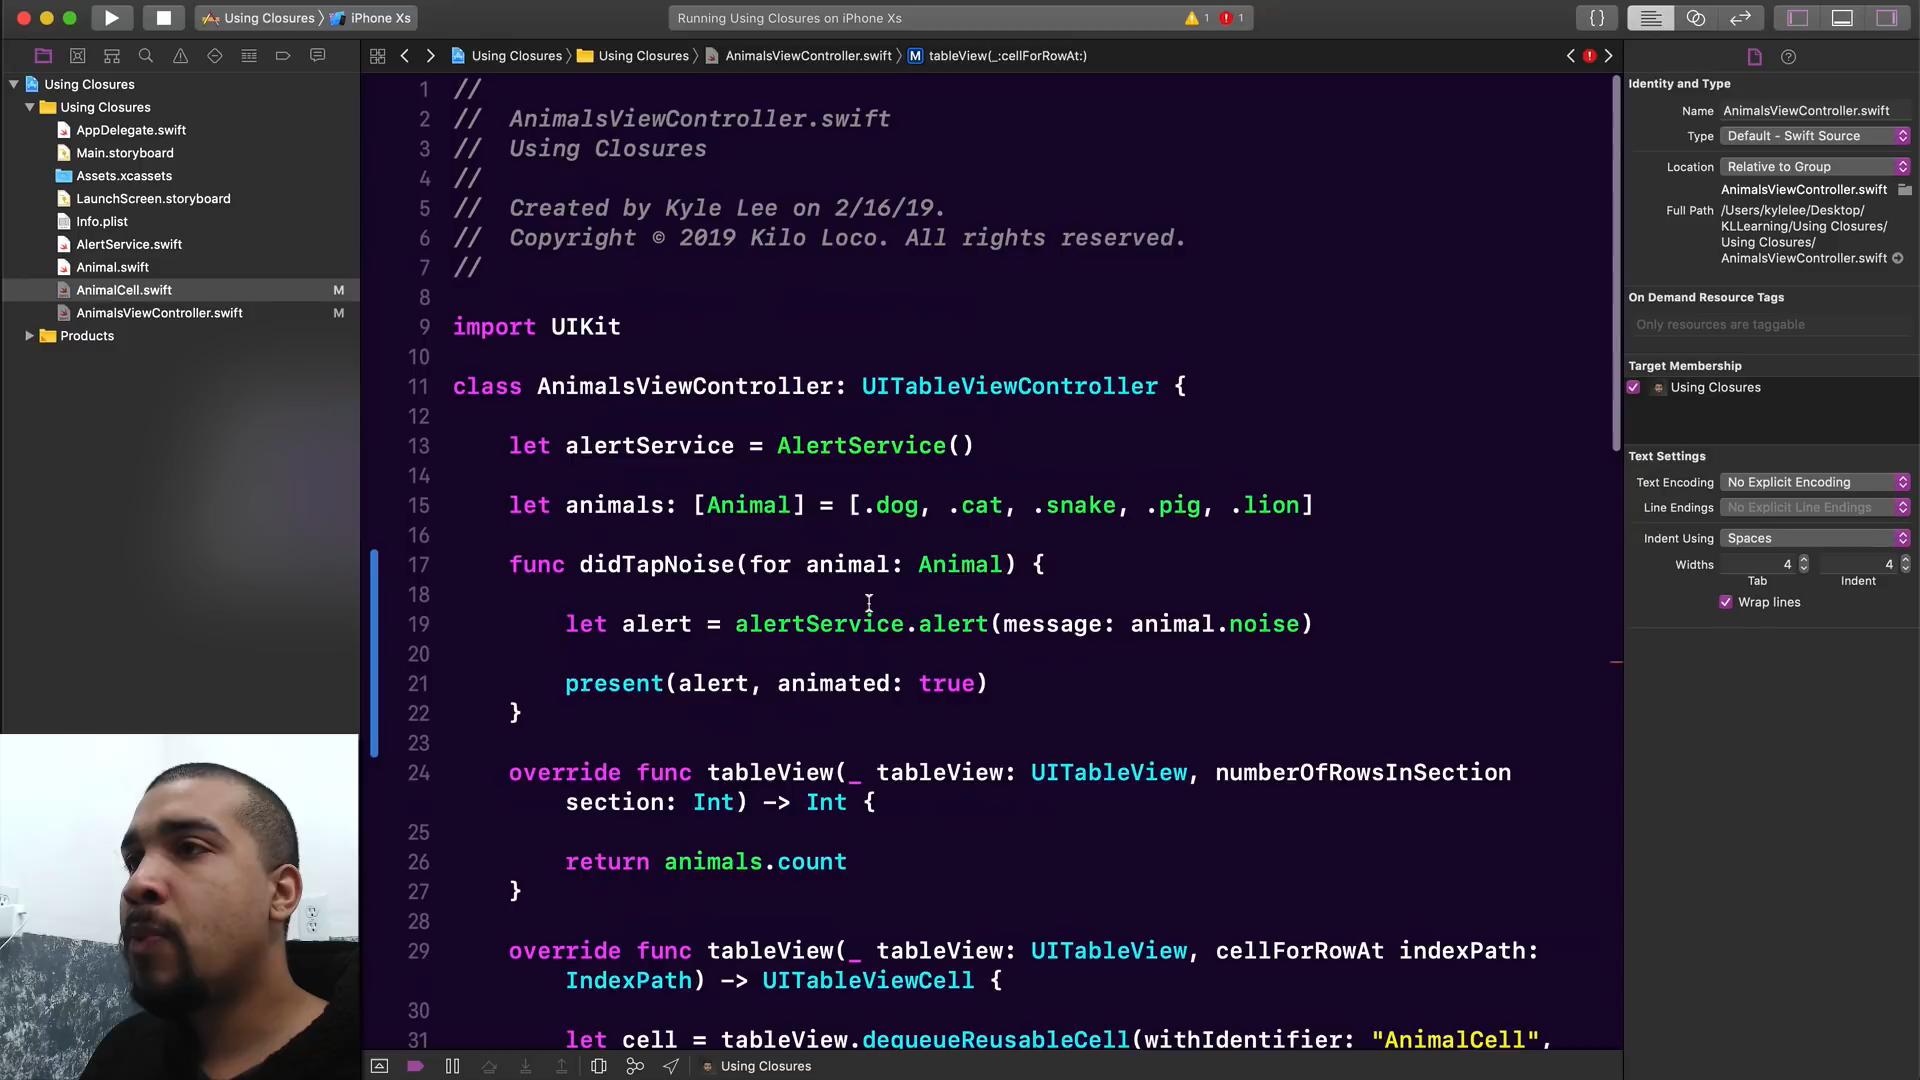 Using Closures
iPhone Xs
Running Using Closures on iPhone Xs
1
1
{}
Using Closures
Using Closures
AnimalsViewController.swift
M
tableView(_:cellForRowAt:)
Using Closures
Using Closures
AppDelegate.swift
Main.storyboard
Assets.xcassets
LaunchScreen.storyboard
Info.plist
AlertService.swift
Animal.swift
AnimalCell.swift M
AnimalsViewController.swift M
Products
1 //
2 //  AnimalsViewController.swift
3 //  Using Closures
4 //
5 //  Created by Kyle Lee on 2/16/19.
6 //  Copyright © 2019 Kilo Loco. All rights reserved.
7 //
8
9 import UIKit
10
11 class AnimalsViewController: UITableViewController {
12
13     let alertService = AlertService()
14
15     let animals: [Animal] = [.dog, .cat, .snake, .pig, .lion]
16
17     func didTapNoise(for animal: Animal) {
18
19         let alert = alertService.alert(message: animal.noise)
20
21         present(alert, animated: true)
22     }
23
24     override func tableView(_ tableView: UITableView, numberOfRowsInSection
section: Int) -> Int {
25
26         return animals.count
27     }
28
29     override func tableView(_ tableView: UITableView, cellForRowAt indexPath:
IndexPath) -> UITableViewCell {
30
31         let cell = tableView.dequeueReusableCell(withIdentifier: "AnimalCell",
Using Closures
Identity and Type
Name AnimalsViewController.swift
Type Default - Swift Source
Location Relative to Group
AnimalsViewController.swift
Full Path /Users/kylelee/Desktop/
KLLearning/Using Closures/
Using Closures/
AnimalsViewController.swift
On Demand Resource Tags
Only resources are taggable
Target Membership
Using Closures
Text Settings
Text Encoding No Explicit Encoding
Line Endings No Explicit Line Endings
Indent Using Spaces
Widths 4 4
Tab Indent
Wrap lines